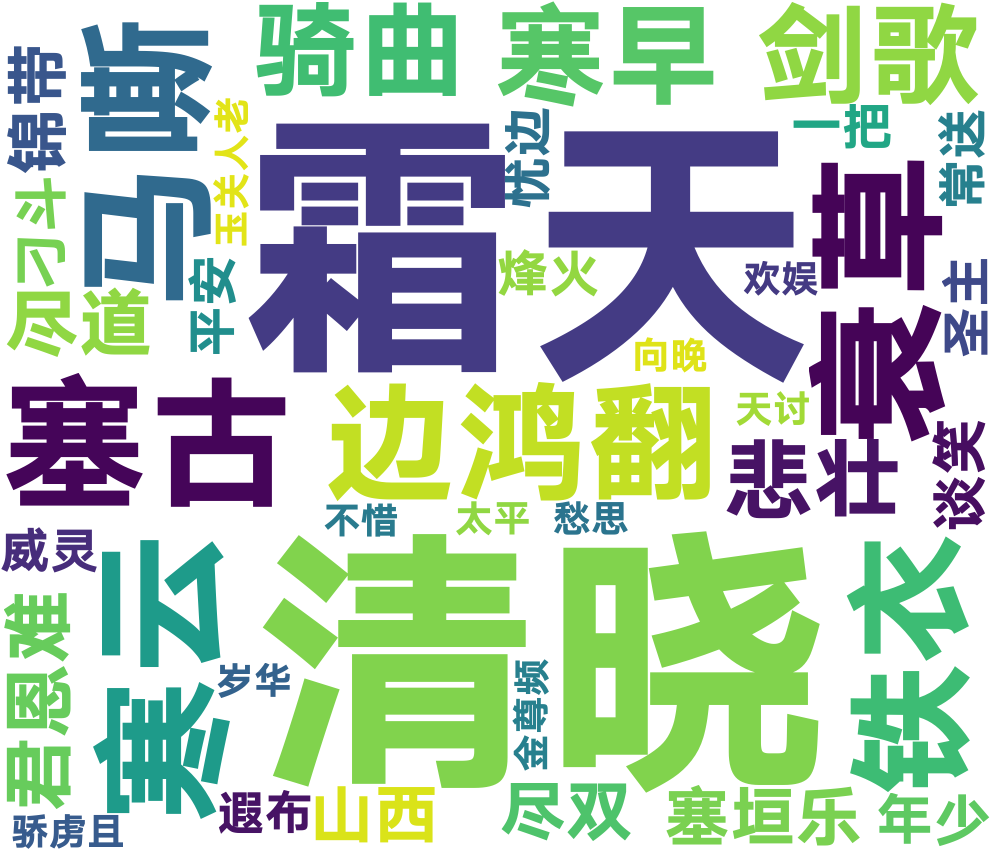 骑曲
寒早
剑歌
锦带
马嘶
玉关人老
霜天
忧边
一把
常送
刁斗
平安
烽火
欢娱
衰草
圣主
尽道
向晚
塞古
边鸿翻
天讨
悲壮
谈笑
不惜
太平
愁思
威灵
寒云
清晓
铁衣
君恩难
岁华
金尊频
骄虏且
遐布
山西
尽双
塞垣乐
年少